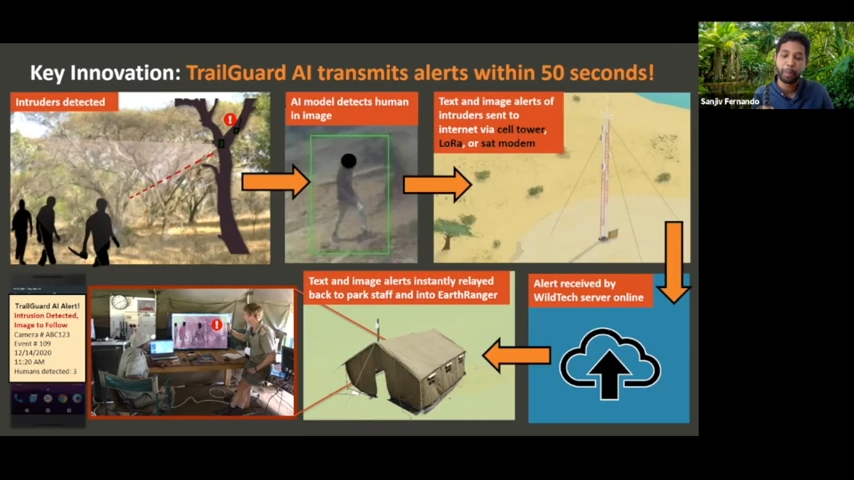 Key Innovation: TrailGuard AI transmits alerts within 50 seconds!
Intruders detected
AI model detects human
in image
Text and image alerts of
intruders sent to
internet via cell tower,
LoRa, or sat modem
Text and image alerts instantly relayed
back to park staff and into EarthRanger
Alert received by
WildTech server online
TrailGuard AI Alert!
Intrusion Detected,
Image to Follow
Camera # ABC123
Event # 109
12/14/2020
11:20 AM
Humans detected: 3
Sanjiv Fernando